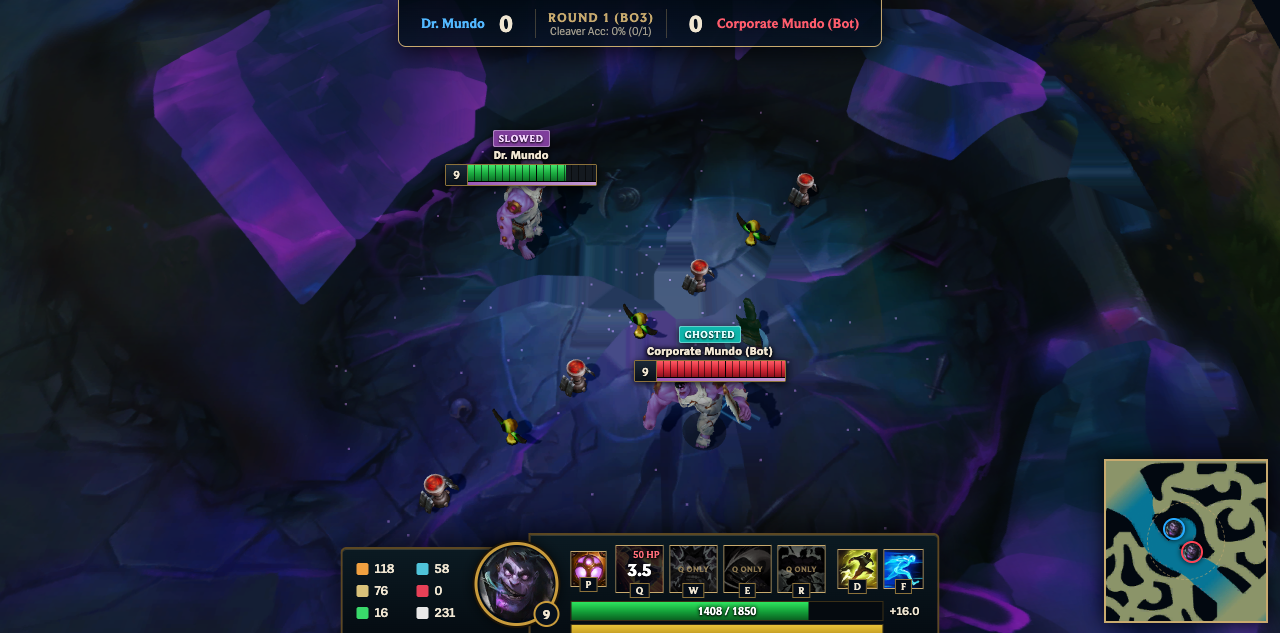 Dr. Mundo 0 ROUND 1 (BO3) 0 Corporate Mundo (Bot)
Cleaver Acc: 0% (0/1)
SLOWED
Dr. Mundo
9
GHOSTED
Corporate Mundo (Bot)
9
118 58
76 0
16 231
9
P
50 HP
3.5
Q
Q ONLY
W
Q ONLY
E
Q ONLY
R
D
F
1408 / 1850 +16.0